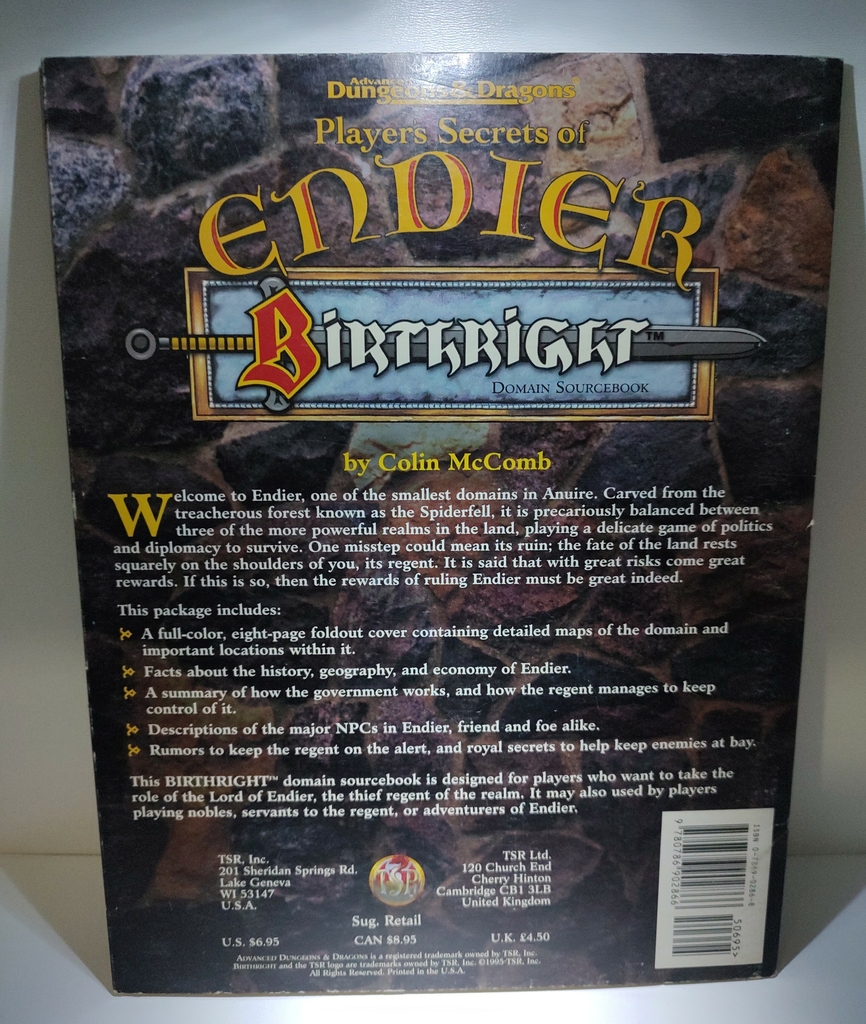 Advanced
Dungeons & Dragons®
Player's Secrets of
ENDIER
BIRTHRIGHT™
DOMAIN SOURCEBOOK
by Colin McComb
Welcome to Endier, one of the smallest domains in Anuire. Carved from the
treacherous forest known as the Spiderfell, it is precariously balanced between
three of the more powerful realms in the land, playing a delicate game of politics
and diplomacy to survive. One misstep could mean its ruin; the fate of the land rests
squarely on the shoulders of you, its regent. It is said that with great risks come great
rewards. If this is so, then the rewards of ruling Endier must be great indeed.
This package includes:
A full-color, eight-page foldout cover containing detailed maps of the domain and
important locations within it.
Facts about the history, geography, and economy of Endier.
A summary of how the government works, and how the regent manages to keep
control of it.
Descriptions of the major NPCs in Endier, friend and foe alike.
Rumors to keep the regent on the alert, and royal secrets to help keep enemies at bay.
This BIRTHRIGHT™ domain sourcebook is designed for players who want to take the
role of the Lord of Endier, the thief regent of the realm. It may also used by players
playing nobles, servants to the regent, or adventurers of Endier.
TSR, Inc.
201 Sheridan Springs Rd.
Lake Geneva
WI 53147
U.S.A.
TSR
TSR Ltd.
120 Church End
Cherry Hinton
Cambridge CB1 3LB
United Kingdom
Sug. Retail
U.S. $6.95 CAN $8.95 U.K. £4.50
ADVANCED DUNGEONS & DRAGONS is a registered trademark owned by TSR, Inc.
BIRTHRIGHT and the TSR logo are trademarks owned by TSR, Inc. ©1995 TSR, Inc.
All Rights Reserved. Printed in the U.S.A.
ISBN 0-7869-0286-8
9 780786 902866
50695>